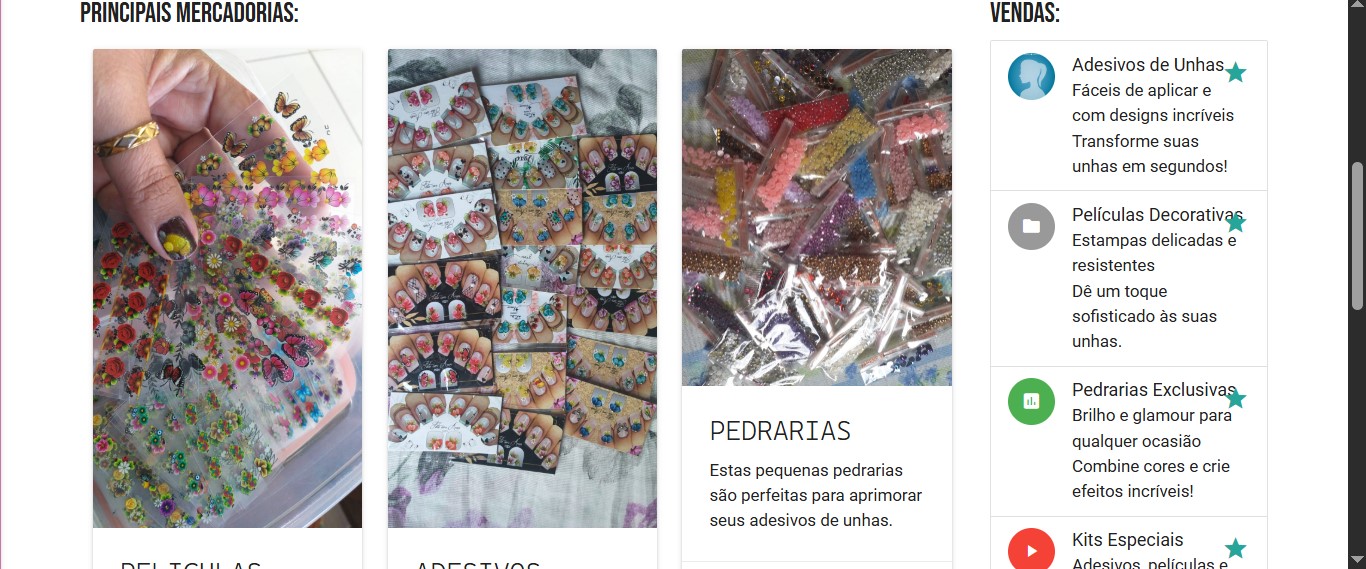 PRINCIPAIS MERCADORIAS:
PEDRARIAS
Estas pequenas pedrarias
são perfeitas para aprimorar
seus adesivos de unhas.
PELICULAS
ADESIVOS
VENDAS:
Adesivos de Unhas
Fáceis de aplicar e
com designs incríveis
Transforme suas
unhas em segundos!
Películas Decorativas
Estampas delicadas e
resistentes
Dê um toque
sofisticado às suas
unhas.
Pedrarias Exclusivas
Brilho e glamour para
qualquer ocasião
Combine cores e crie
efeitos incríveis!
Kits Especiais
Adesivos, películas e